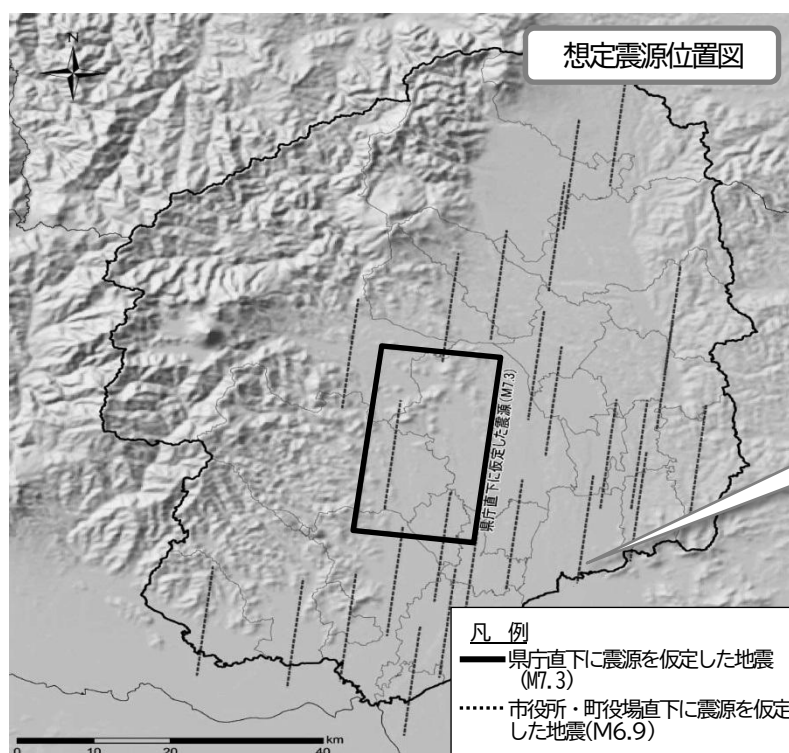 想定震源位置図
N
県庁直下に仮定した震源(M7.3)
凡 例
県庁直下に震源を仮定した地震
(M7.3)
市役所・町役場直下に震源を仮定
した地震(M6.9)
km
0 10 20 40